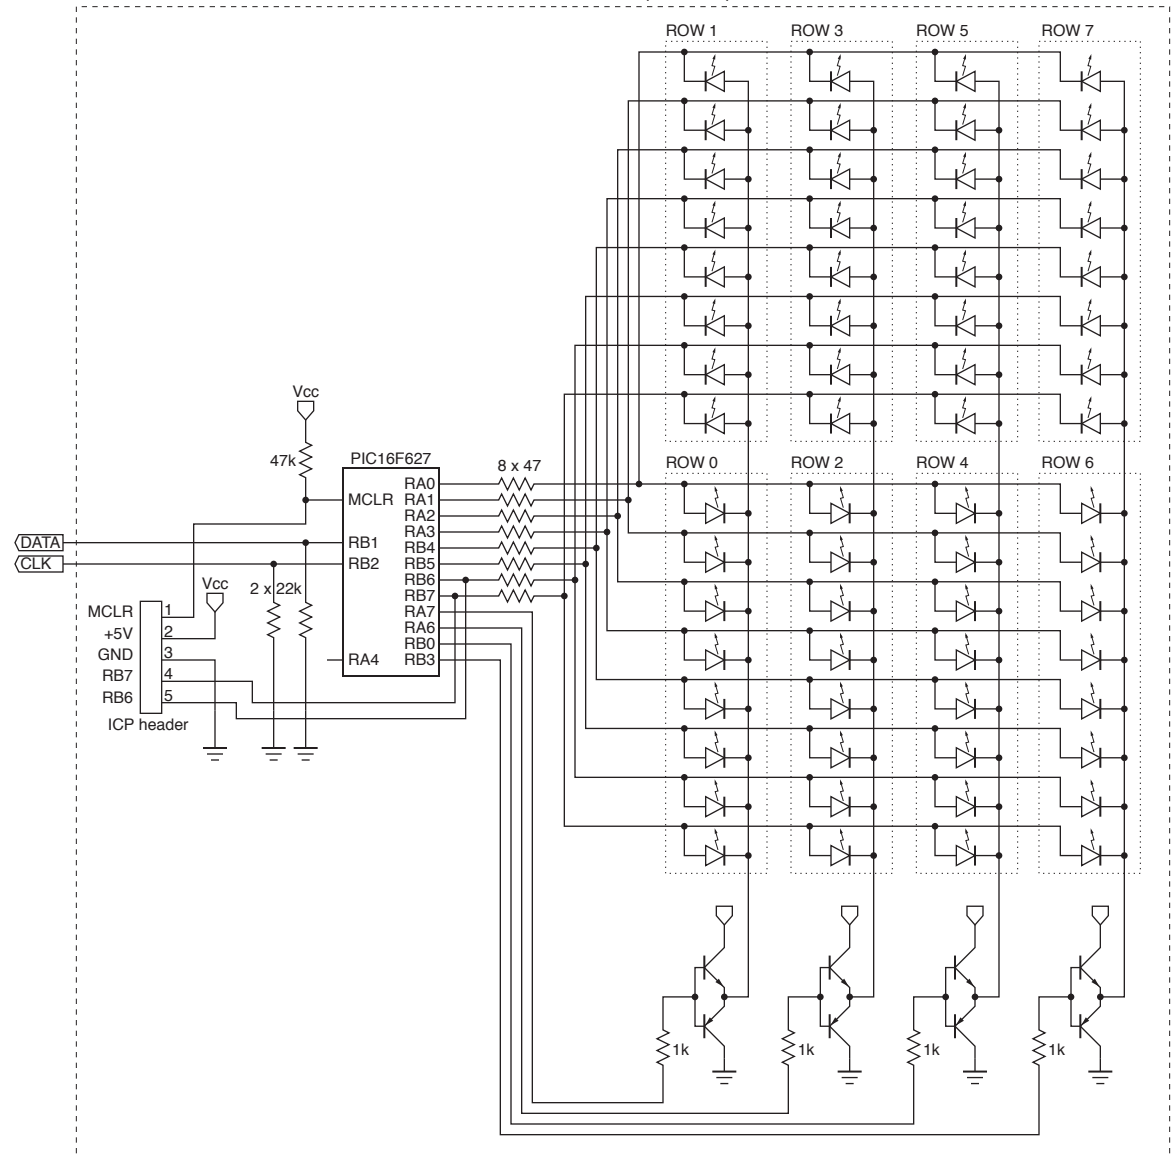 ROW 1 ROW 3 ROW 5 ROW 7
Vcc
47k
PIC16F627
8 x 47
ROW 0 ROW 2 ROW 4 ROW 6
MCLR RA0
RA1
RA2
RA3
DATA RB1 RB4
CLK RB2 RB5
RB6
RB7
RA7
RA6
RB0
RA4 RB3
Vcc
2 x 22k
MCLR 1
+5V 2
GND 3
RB7 4
RB6 5
ICP header
1k 1k 1k 1k